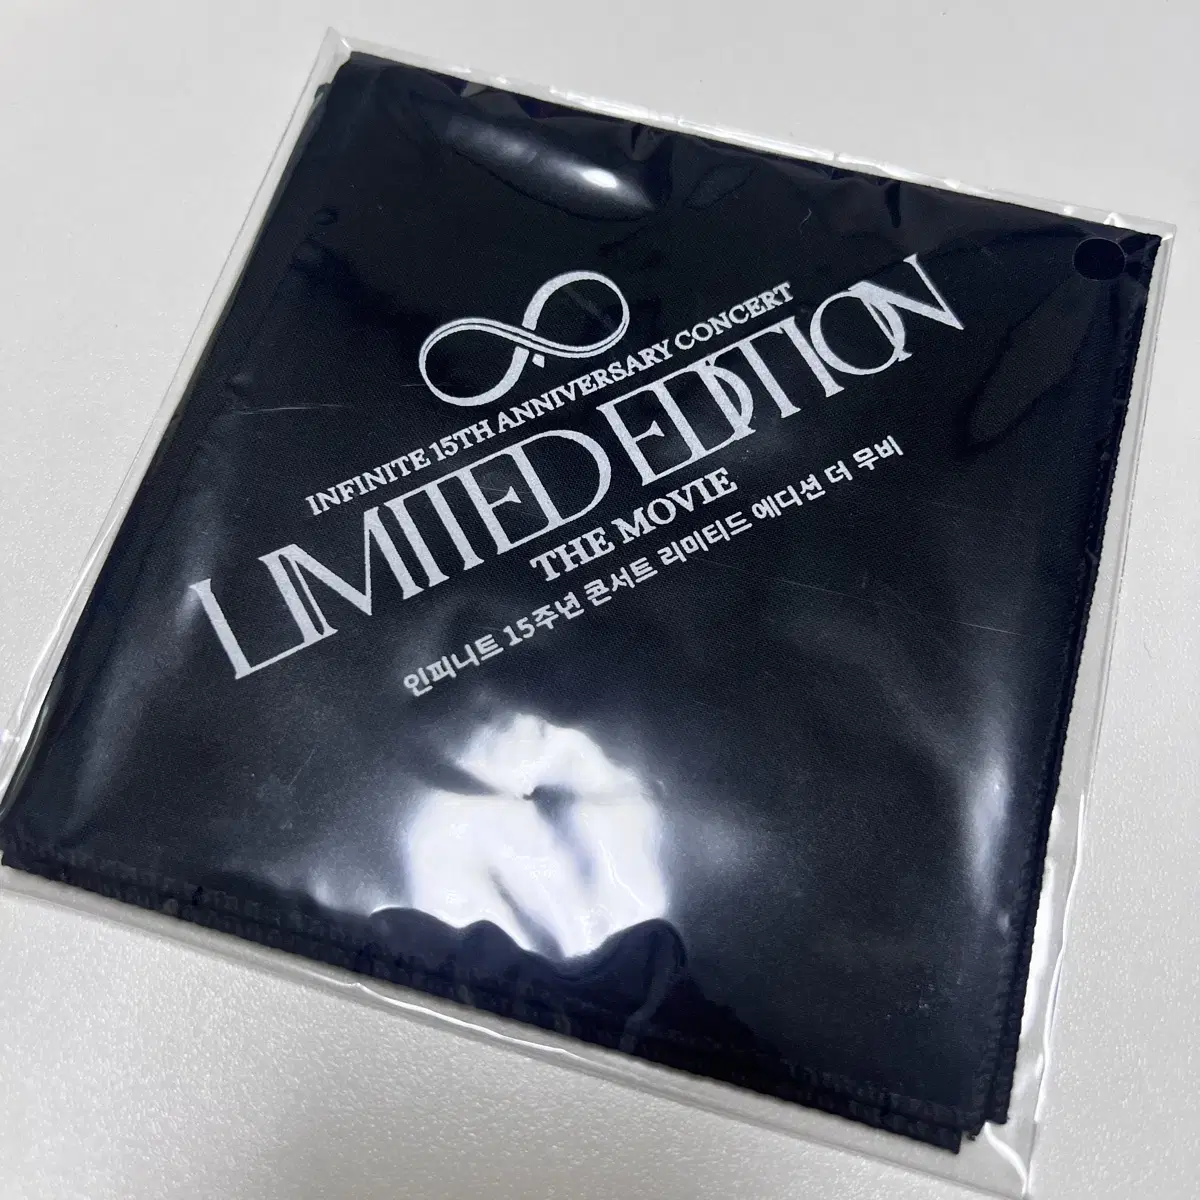 INFINITE 15TH ANNIVERSARY CONCERT
LIMITED EDITION
THE MOVIE
인피니트 15주년 콘서트 리미티드 에디션 더 무비